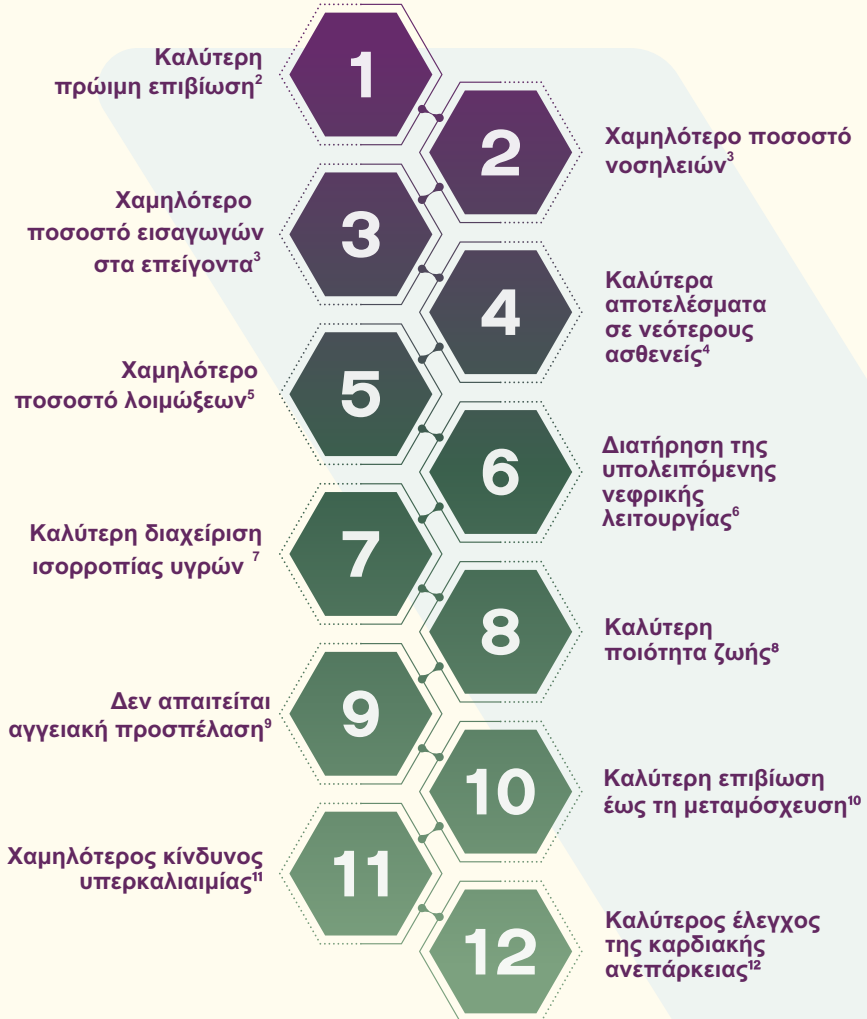 1
Καλύτερη
πρώιμη επιβίωση²
2
Χαμηλότερο ποσοστό
νοσηλειών³
3
Χαμηλότερο
ποσοστό εισαγωγών
στα επείγοντα³
4
Καλύτερα
αποτελέσματα
σε νεότερους
ασθενείς⁴
5
Χαμηλότερο
ποσοστό λοιμώξεων⁵
6
Διατήρηση της
υπολειπόμενης
νεφρικής
λειτουργίας⁶
7
Καλύτερη διαχείριση
ισορροπίας υγρών ⁷
8
Καλύτερη
ποιότητα ζωής⁸
9
Δεν απαιτείται
αγγειακή προσπέλαση⁹
10
Καλύτερη επιβίωση
έως τη μεταμόσχευση¹⁰
11
Χαμηλότερος κίνδυνος
υπερκαλιαιμίας¹¹
12
Καλύτερος έλεγχος
της καρδιακής
ανεπάρκειας¹²